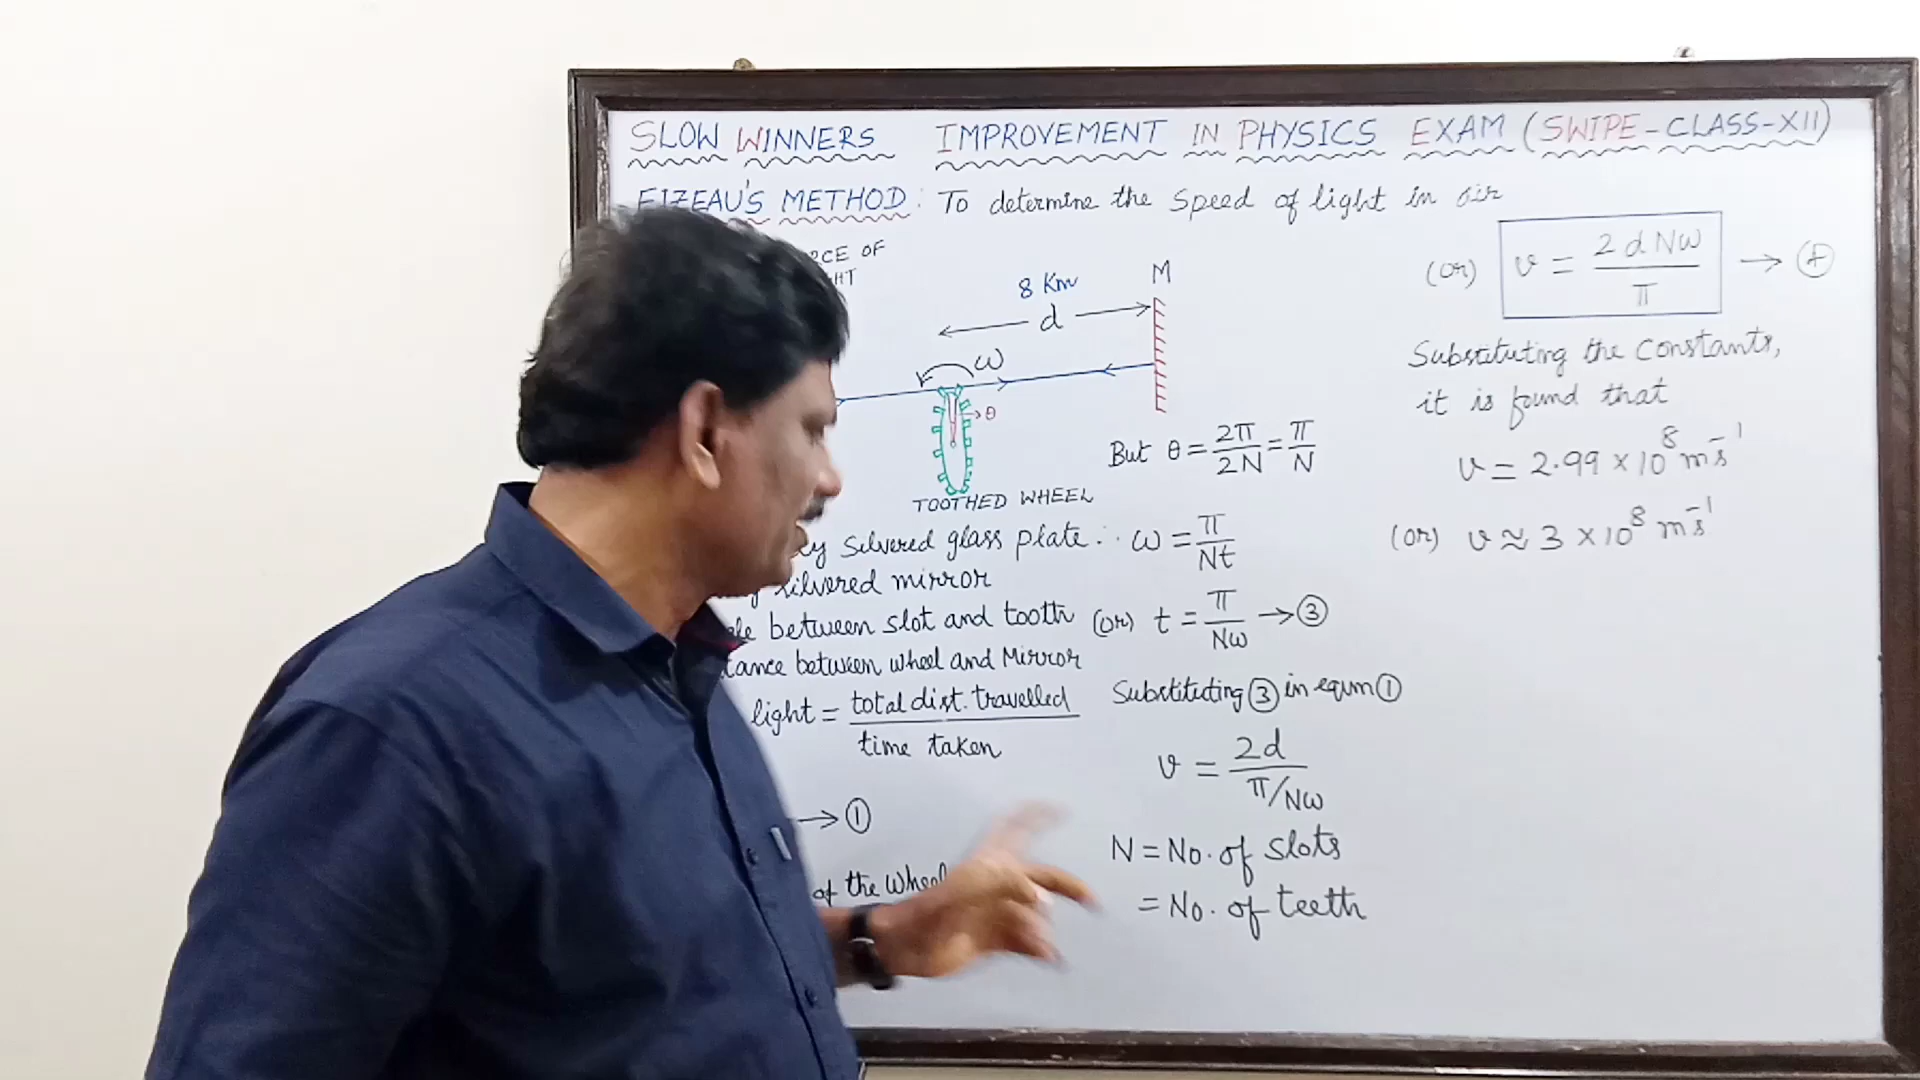 SLOW WINNERS IMPROVEMENT IN PHYSICS EXAM (SWIPE-CLASS-XII)
FIZEAU'S METHOD: To determine the speed of light in air
OF
8 Km
d
M
ω
θ
TOOTHED WHEEL
silvered glass plate
silvered mirror
between slot and tooth
between wheel and Mirror
light = total dist. travelled / time taken
→ ①
of the Wheel
But θ = 2π/2N = π/N
∴ ω = π/Nt
(or) t = π/Nω → ③
Substituting ③ in equn ①
v = 2d / π/Nω
N = No. of slots
= No. of teeth
(or) v = 2dNω/π → ④
Substituting the constants,
it is found that
v = 2.99 × 10⁸ ms⁻¹
(or) v ≈ 3 × 10⁸ ms⁻¹